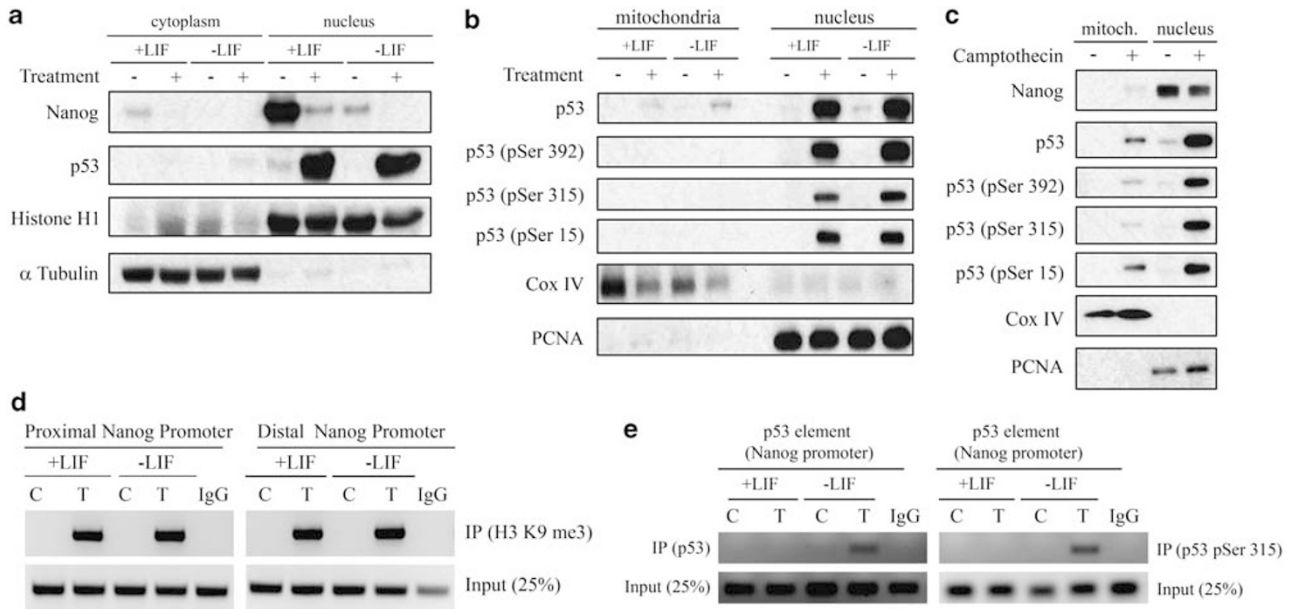 a
cytoplasm nucleus
+LIF -LIF +LIF -LIF
Treatment - + - + - + - +
Nanog
p53
Histone H1
α Tubulin
b
mitochondria nucleus
+LIF -LIF +LIF -LIF
Treatment - + - + - + - +
p53
p53 (pSer 392)
p53 (pSer 315)
p53 (pSer 15)
Cox IV
PCNA
c
mitoch. nucleus
Camptothecin - + - +
Nanog
p53
p53 (pSer 392)
p53 (pSer 315)
p53 (pSer 15)
Cox IV
PCNA
d
Proximal Nanog Promoter Distal Nanog Promoter
+LIF -LIF +LIF -LIF
C T C T IgG C T C T IgG
IP (H3 K9 me3)
Input (25%)
e
p53 element p53 element
(Nanog promoter) (Nanog promoter)
+LIF -LIF +LIF -LIF
C T C T IgG C T C T IgG
IP (p53) IP (p53 pSer 315)
Input (25%) Input (25%)